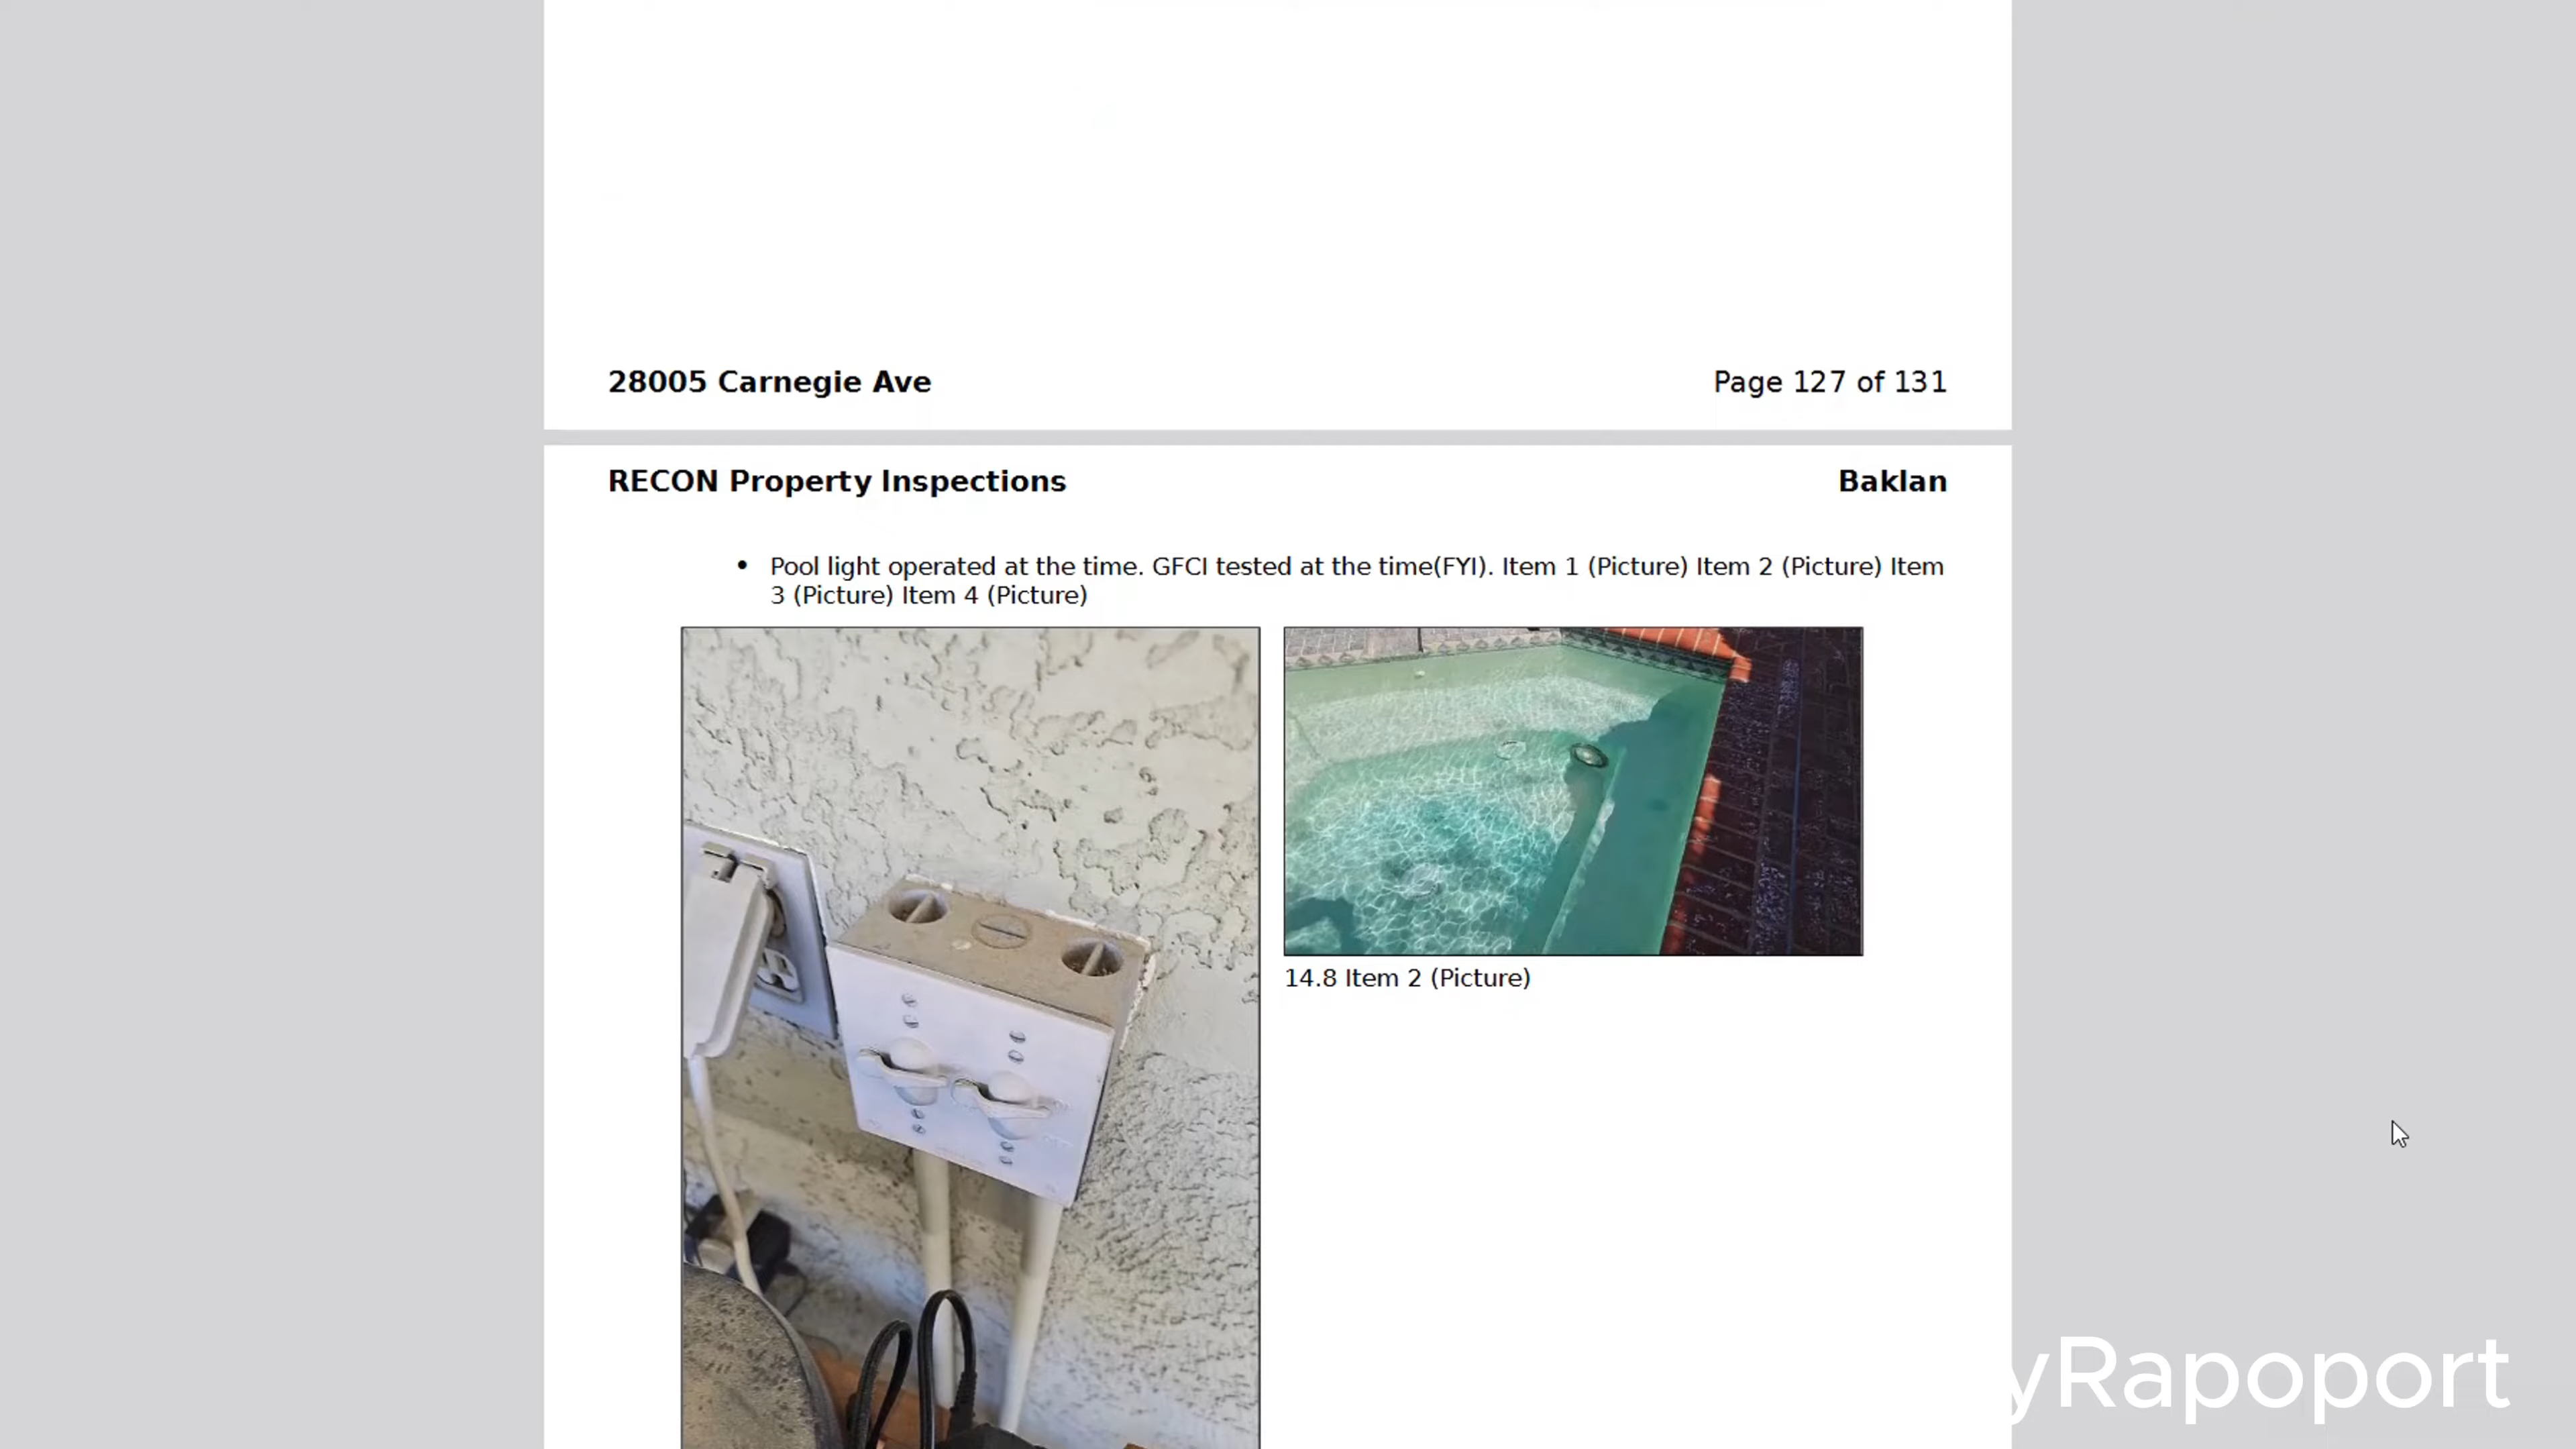 28005 Carnegie Ave Page 127 of 131
RECON Property Inspections Baklan
• Pool light operated at the time. GFCI tested at the time(FYI). Item 1 (Picture) Item 2 (Picture) Item
3 (Picture) Item 4 (Picture)
14.8 Item 2 (Picture)
yRapoport